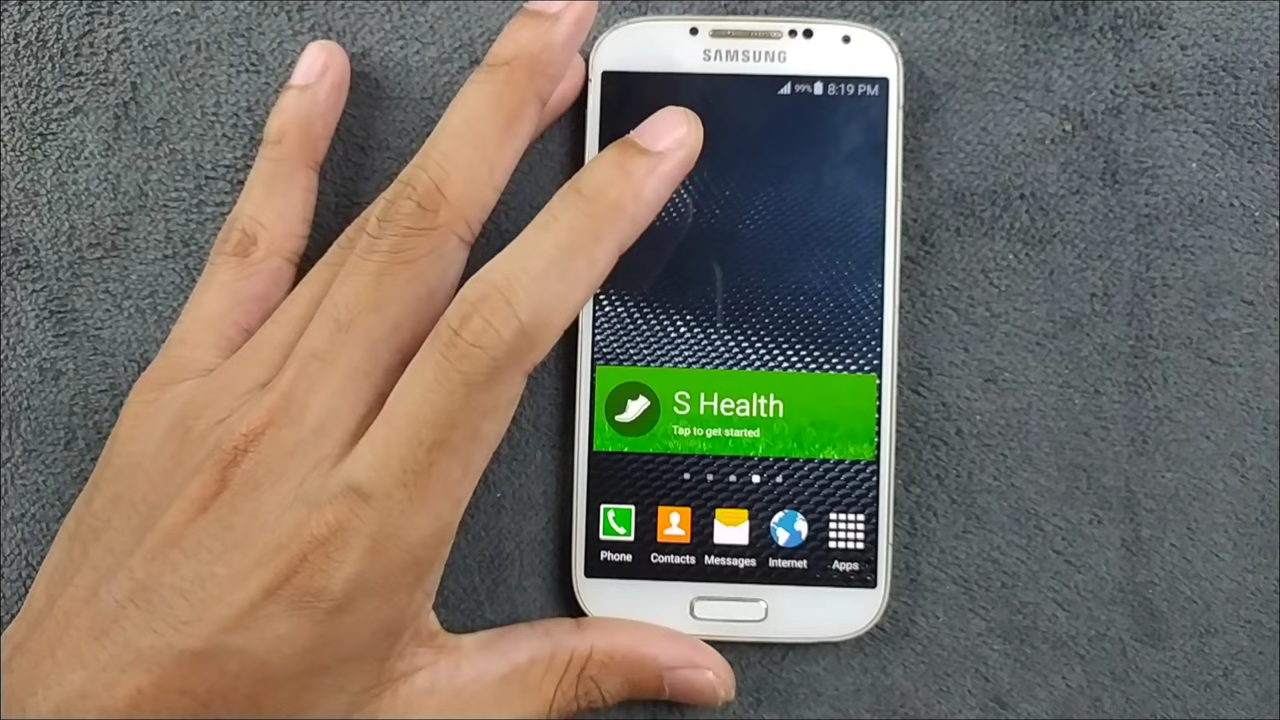 SAMSUNG
99% 8:19 PM
S Health
Tap to get started
Phone Contacts Messages Internet Apps